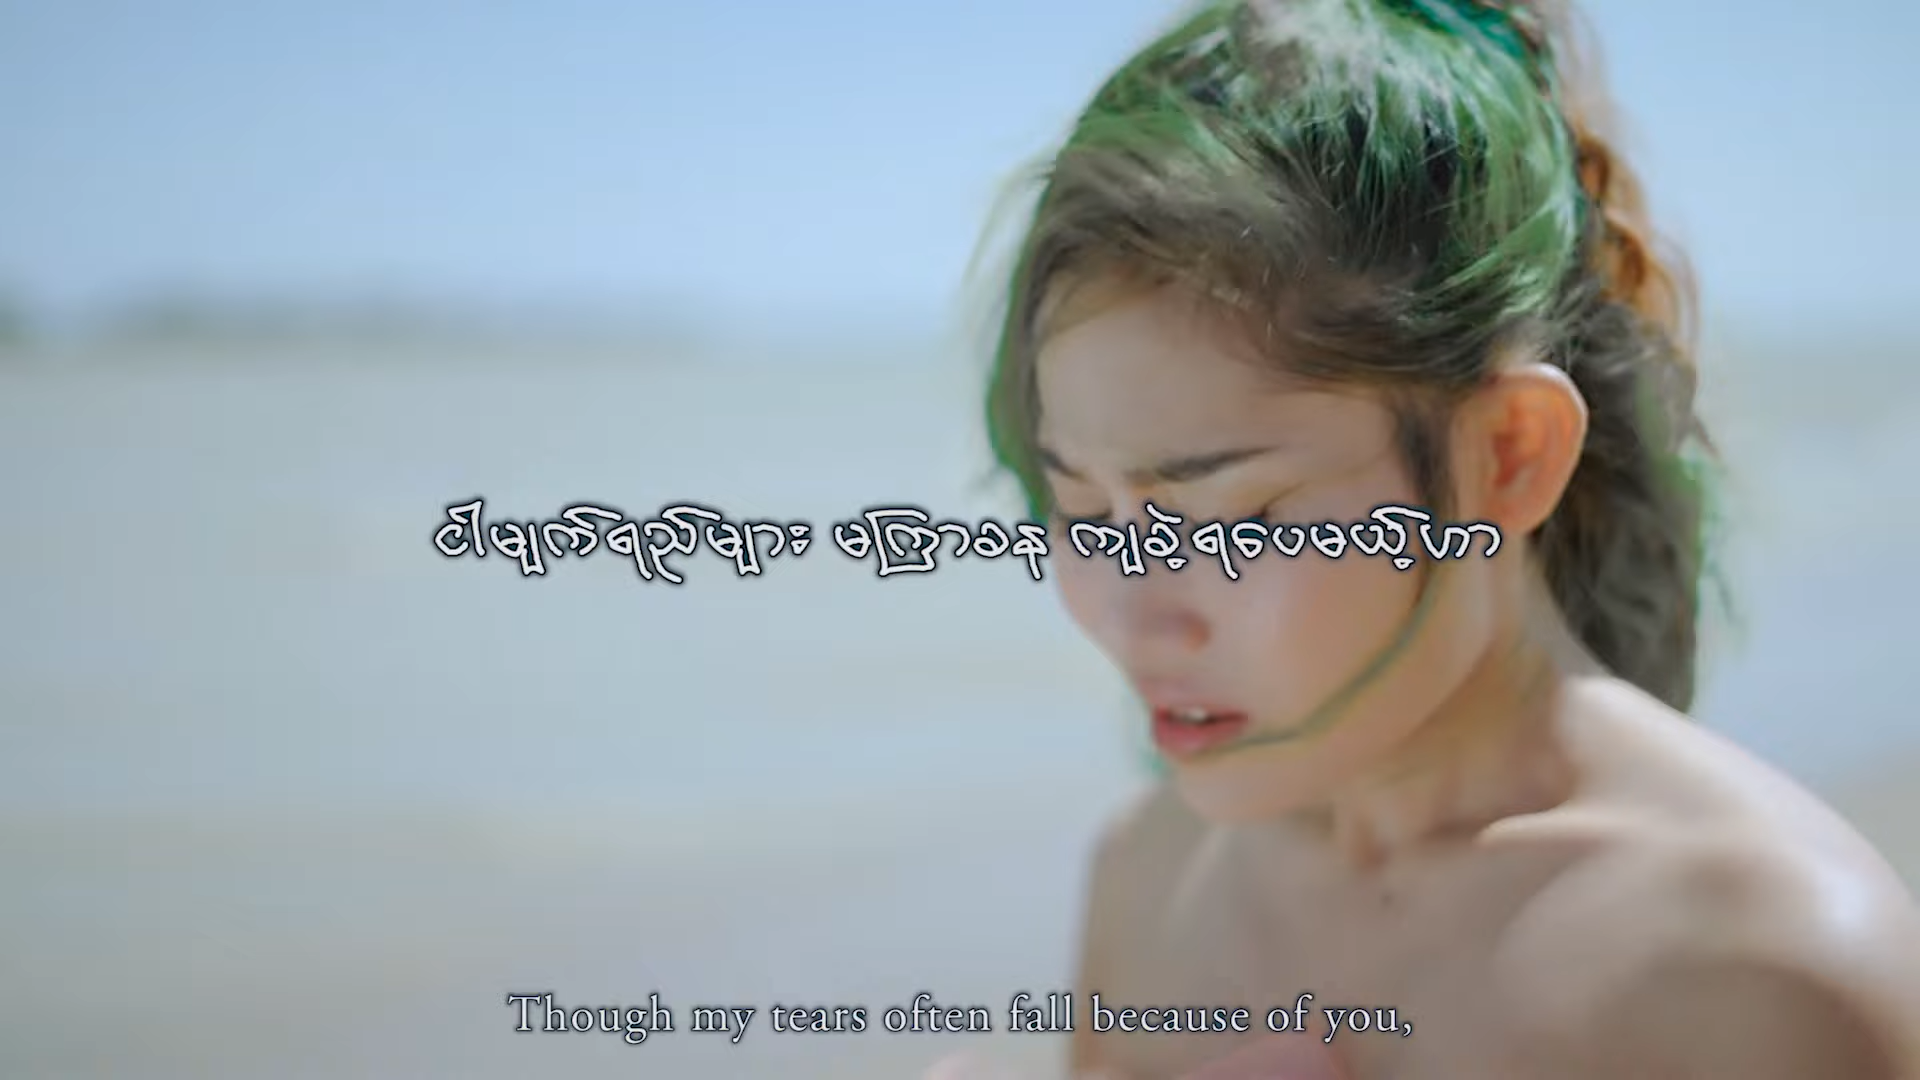 ငါမျက်ရည်များ မကြာခန ကျခဲ့ရပေမယ့်ဟာ
Though my tears often fall because of you,